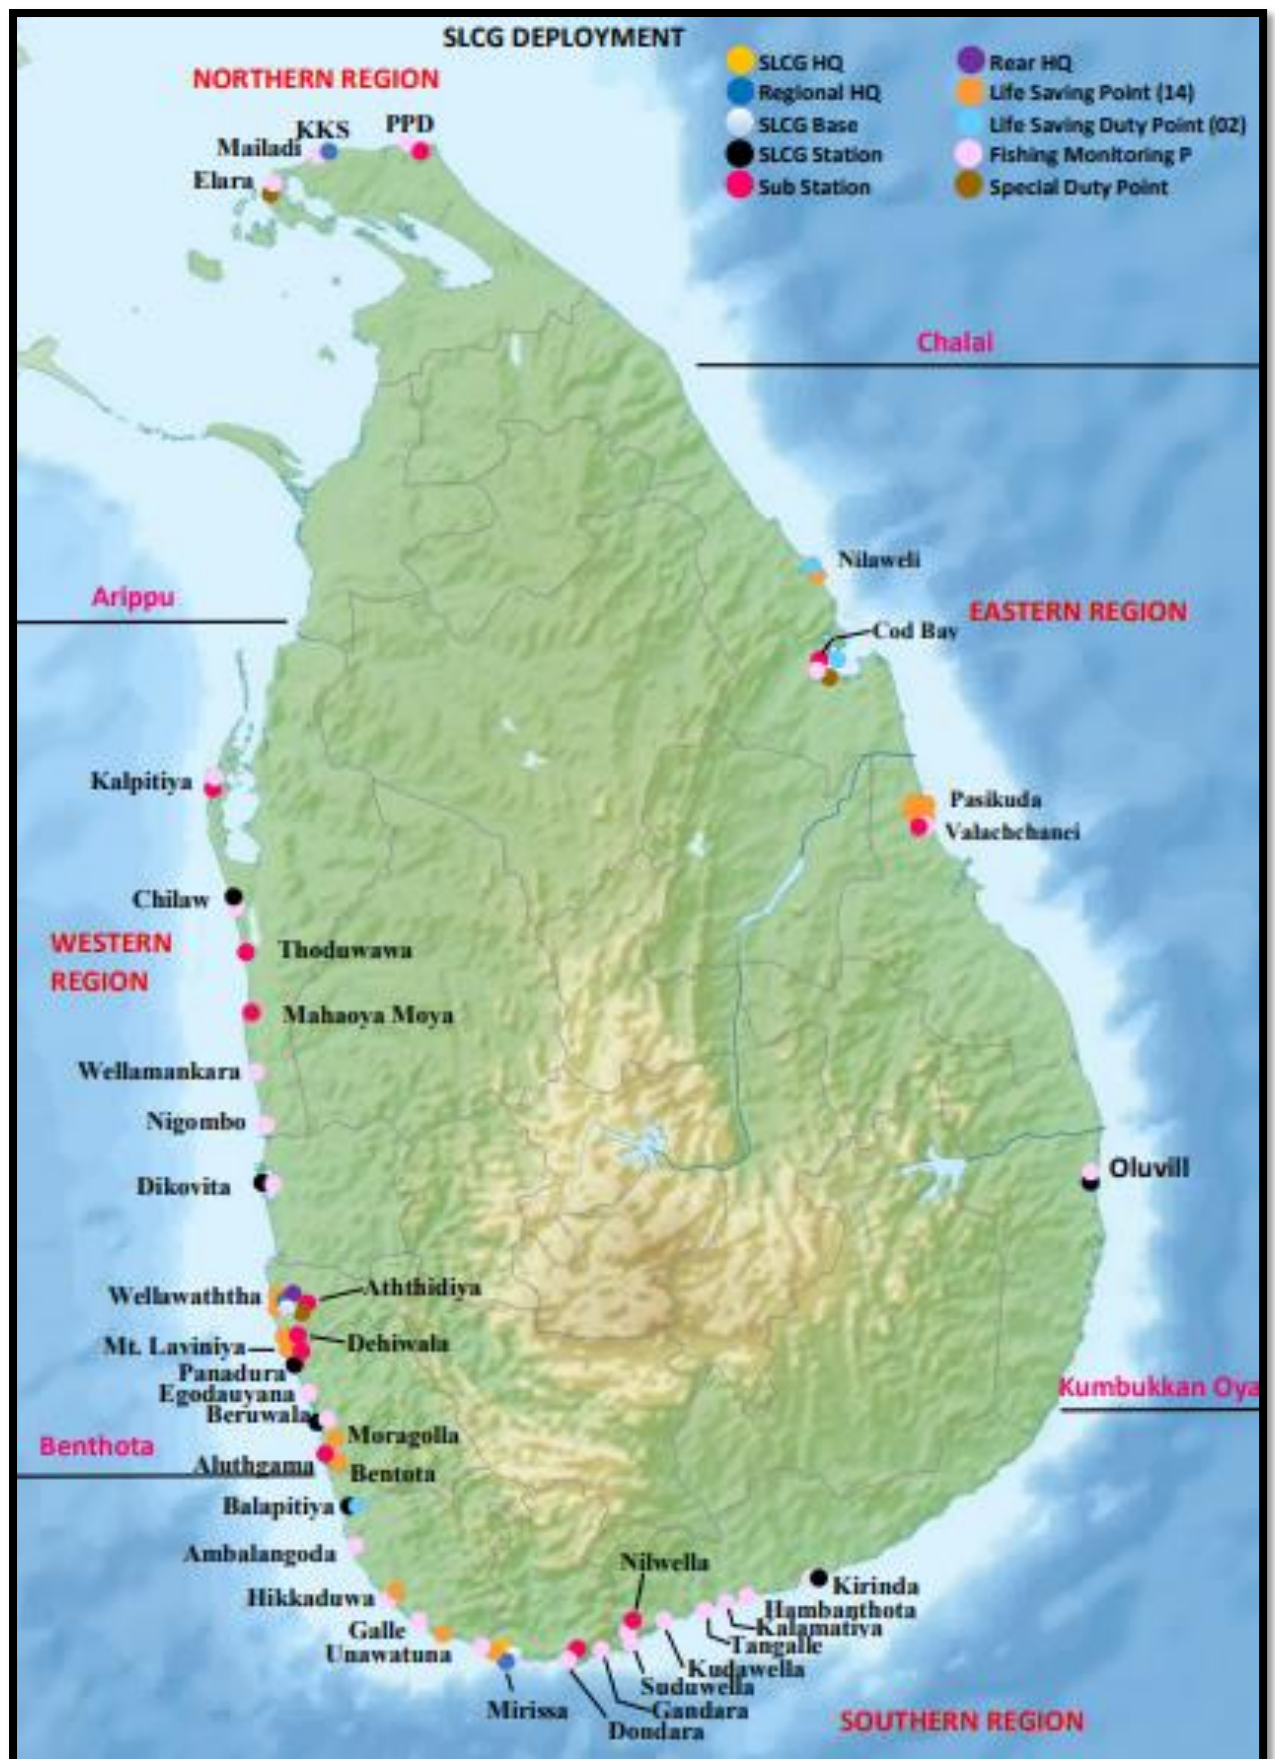 SLCG DEPLOYMENT
SLCG HQ
Regional HQ
SLCG Base
SLCG Station
Sub Station
Rear HQ
Life Saving Point (14)
Life Saving Duty Point (02)
Fishing Monitoring P
Special Duty Point
NORTHERN REGION
KKS
PPD
Mailadi
Elara
Chalai
Nilaweli
Arippu
EASTERN REGION
Cod Bay
Kalpitiya
Pasikuda
Valachchanei
Chilaw
WESTERN
REGION
Thoduwawa
Mahaoya Moya
Wellamankara
Nigombo
Dikovita
Oluvill
Wellawaththa
Aththidiya
Mt. Laviniya
Dehiwala
Panadura
Egodauyana
Beruwala
Kumbukkan Oya
Moragolla
Benthota
Aluthgama
Bentota
Balapitiya
Ambalangoda
Nilwella
Hikkaduwa
Kirinda
Hambanthota
Galle
Kalamatiya
Unawatuna
Tangalle
Kudawella
Suduwella
Mirissa
Gandara
Dondara
SOUTHERN REGION